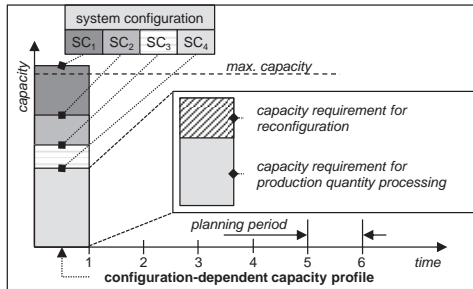 system configuration
SC1 SC2 SC3 SC4
max. capacity
capacity
capacity requirement for
reconfiguration
capacity requirement for
production quantity processing
planning period
1 2 3 4 5 6 time
configuration-dependent capacity profile